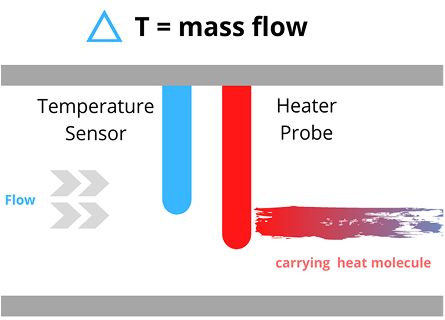 △ T = mass flow
Temperature
Sensor
Heater
Probe
Flow
carrying heat molecule